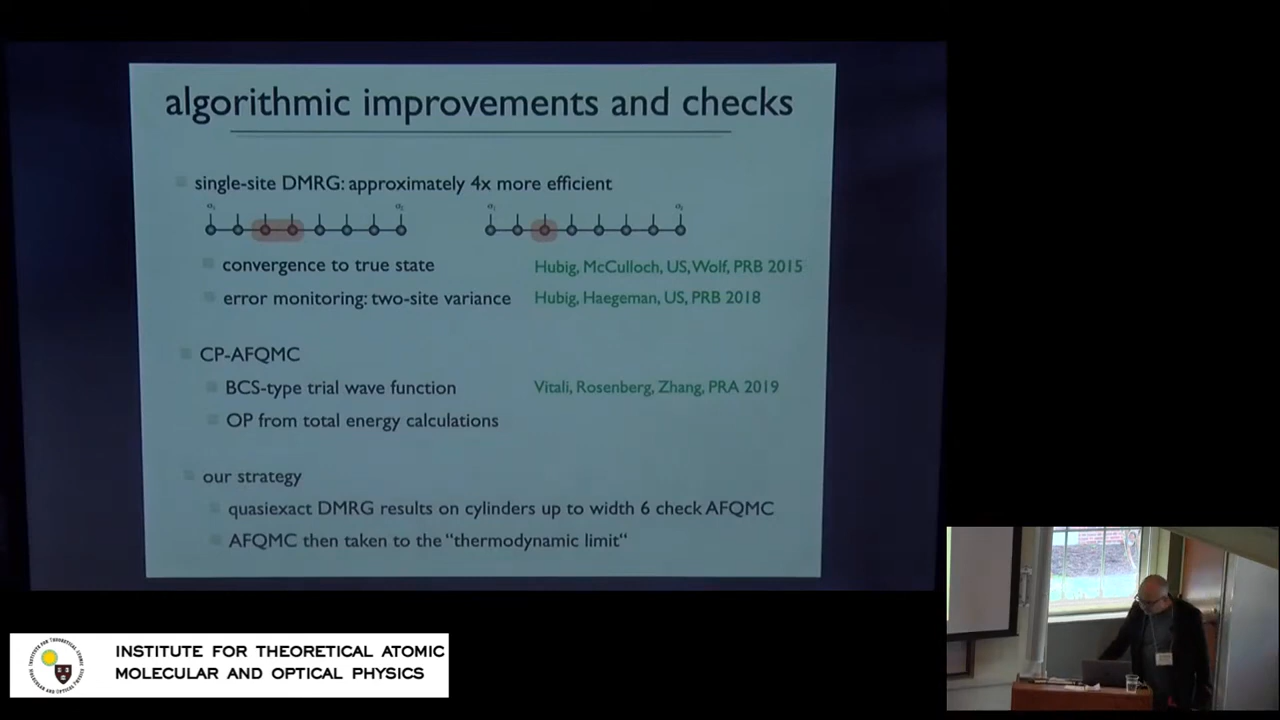 algorithmic improvements and checks
single-site DMRG: approximately 4x more efficient
convergence to true state Hubig, McCulloch, US, Wolf, PRB 2015
error monitoring: two-site variance Hubig, Haegeman, US, PRB 2018
CP-AFQMC
BCS-type trial wave function Vitali, Rosenberg, Zhang, PRA 2019
OP from total energy calculations
our strategy
quasiexact DMRG results on cylinders up to width 6 check AFQMC
AFQMC then taken to the “thermodynamic limit“
INSTITUTE FOR THEORETICAL ATOMIC
MOLECULAR AND OPTICAL PHYSICS